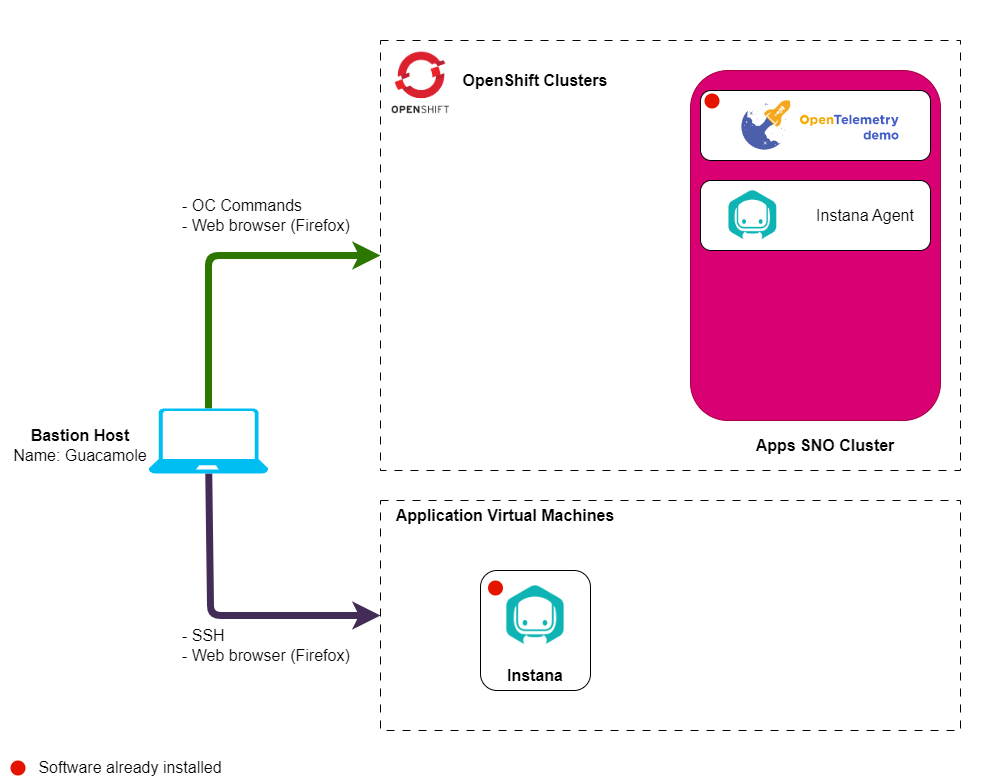 OPENSHIFT
OpenShift Clusters
OpenTelemetry
demo
Instana Agent
- OC Commands
- Web browser (Firefox)
Bastion Host
Name: Guacamole
Apps SNO Cluster
Application Virtual Machines
Instana
- SSH
- Web browser (Firefox)
Software already installed